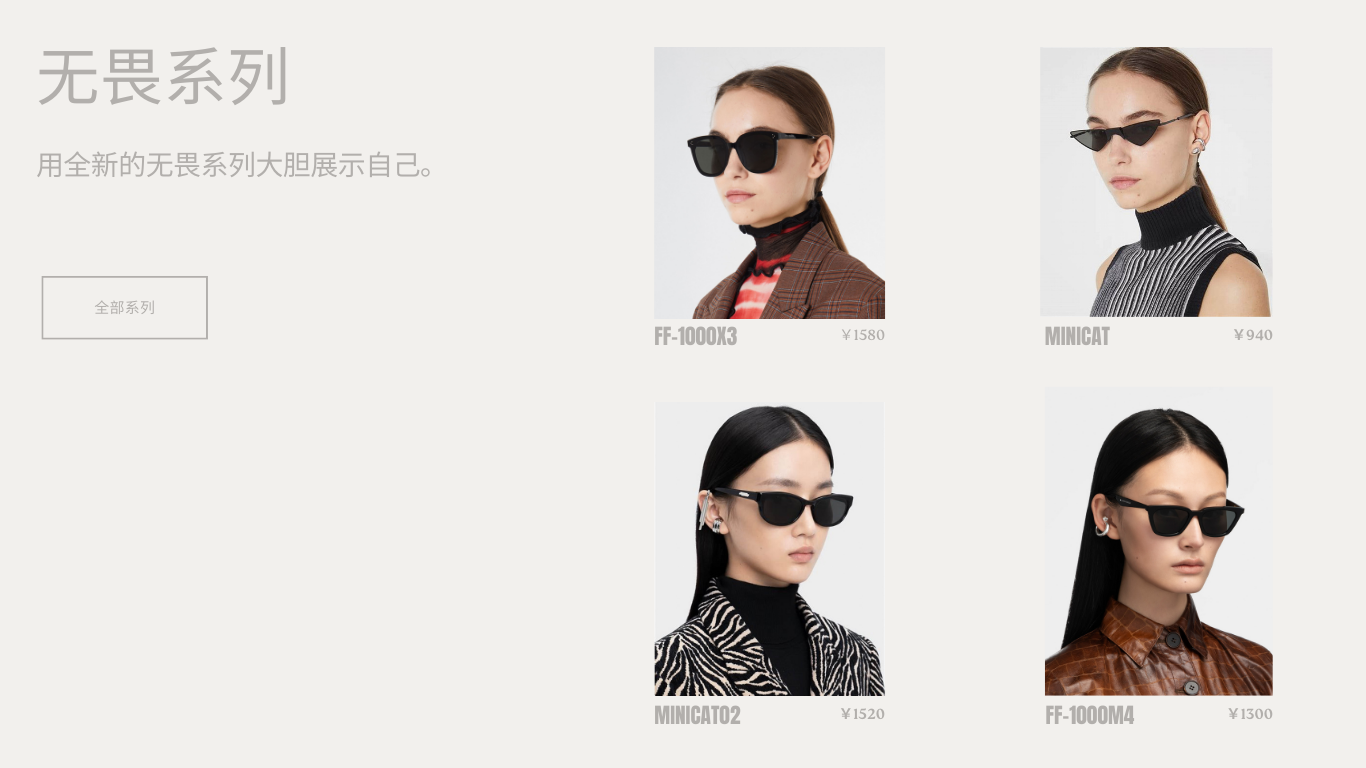 无畏系列
用全新的无畏系列大胆展示自己。
全部系列
FF-1000X3
￥1580
MINICAT
￥940
MINICAT02
￥1520
FF-1000M4
￥1300